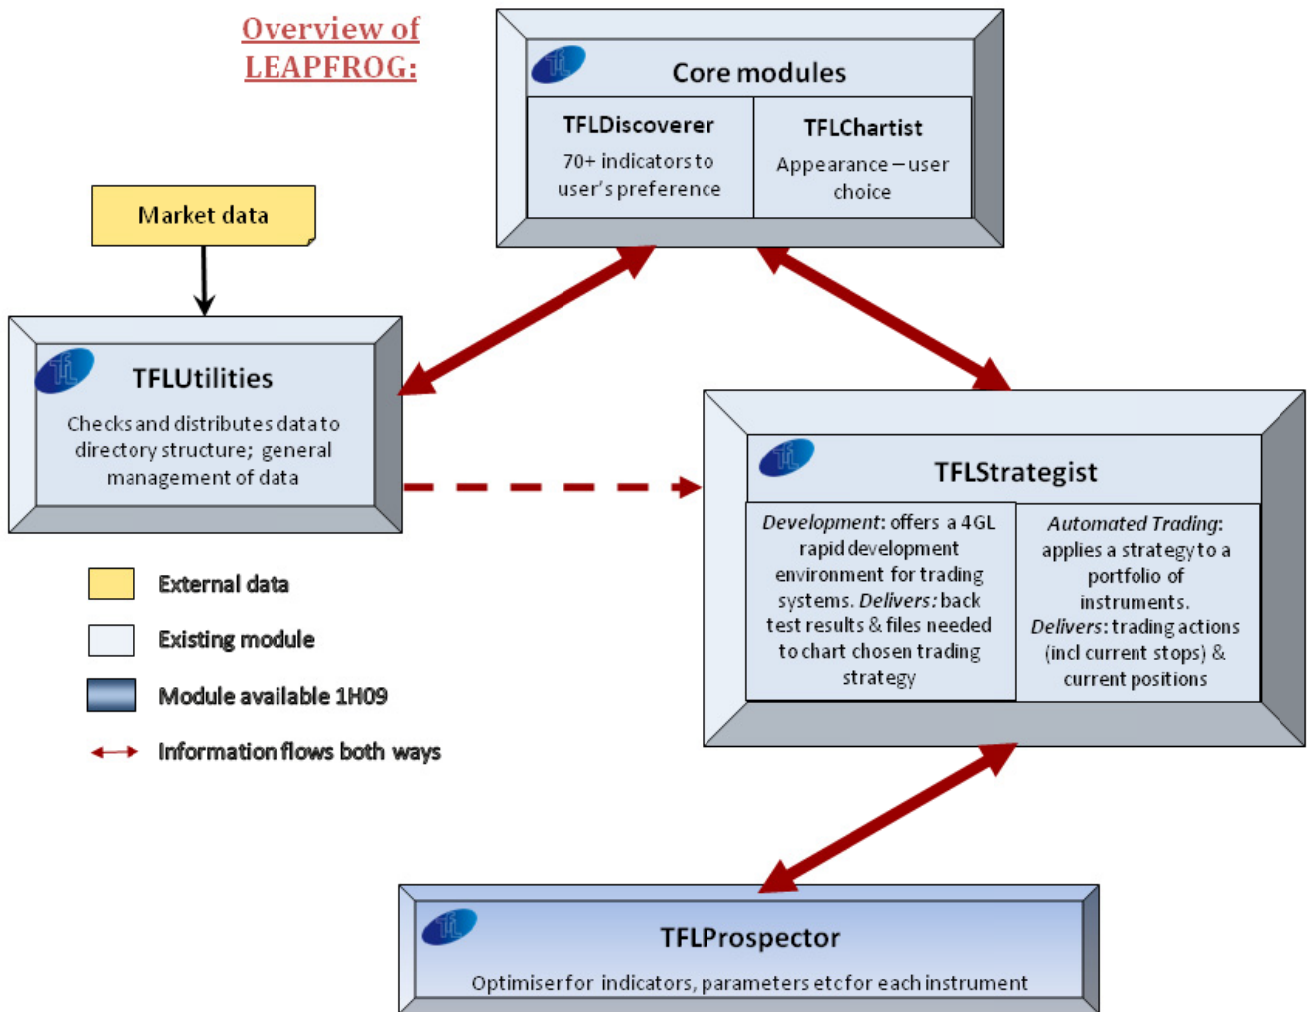 Overview of
LEAPFROG:
TfL
Core modules
TFLDiscoverer
70+ indicators to
user's preference
TFLChartist
Appearance – user
choice
Market data
TfL
TFLUtilities
Checks and distributes data to
directory structure; general
management of data
TfL
TFLStrategist
Development: offers a 4GL
rapid development
environment for trading
systems. Delivers: back
test results & files needed
to chart chosen trading
strategy
Automated Trading:
applies a strategy to a
portfolio of
instruments.
Delivers: trading actions
(incl current stops) &
current positions
External data
Existing module
Module available 1H09
Information flows both ways
TfL
TFLProspector
Optimiser for indicators, parameters etc for each instrument